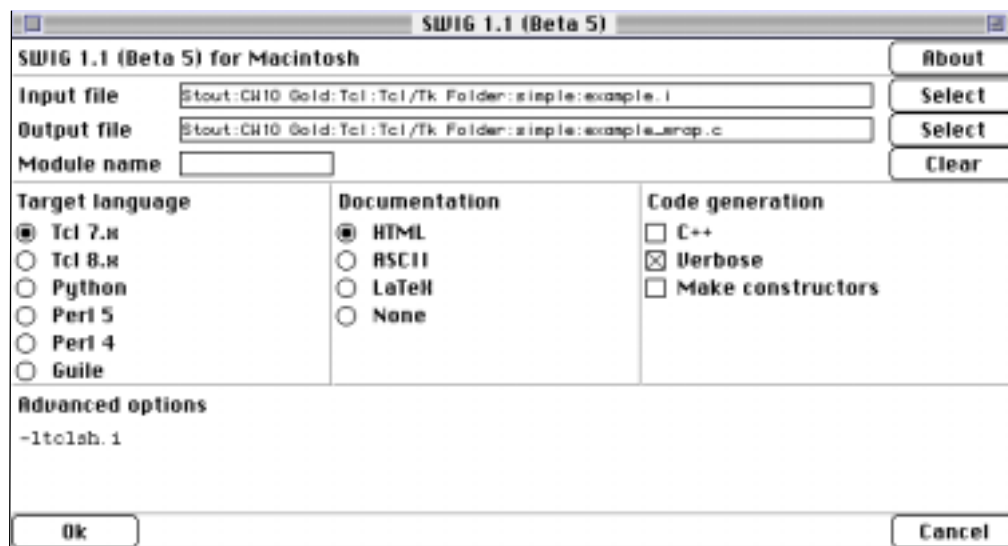 SWIG 1.1 (Beta 5)
SWIG 1.1 (Beta 5) for Macintosh
About
Input file
Stout:CW10 Gold:Tcl:Tcl/Tk Folder:simple:example.i
Select
Output file
Stout:CW10 Gold:Tcl:Tcl/Tk Folder:simple:example_wrap.c
Select
Module name
Clear
Target language
Tcl 7.x
Tcl 8.x
Python
Perl 5
Perl 4
Guile
Documentation
HTML
ASCII
LaTeX
None
Code generation
C++
Verbose
Make constructors
Advanced options
-ltclsh.i
Ok
Cancel